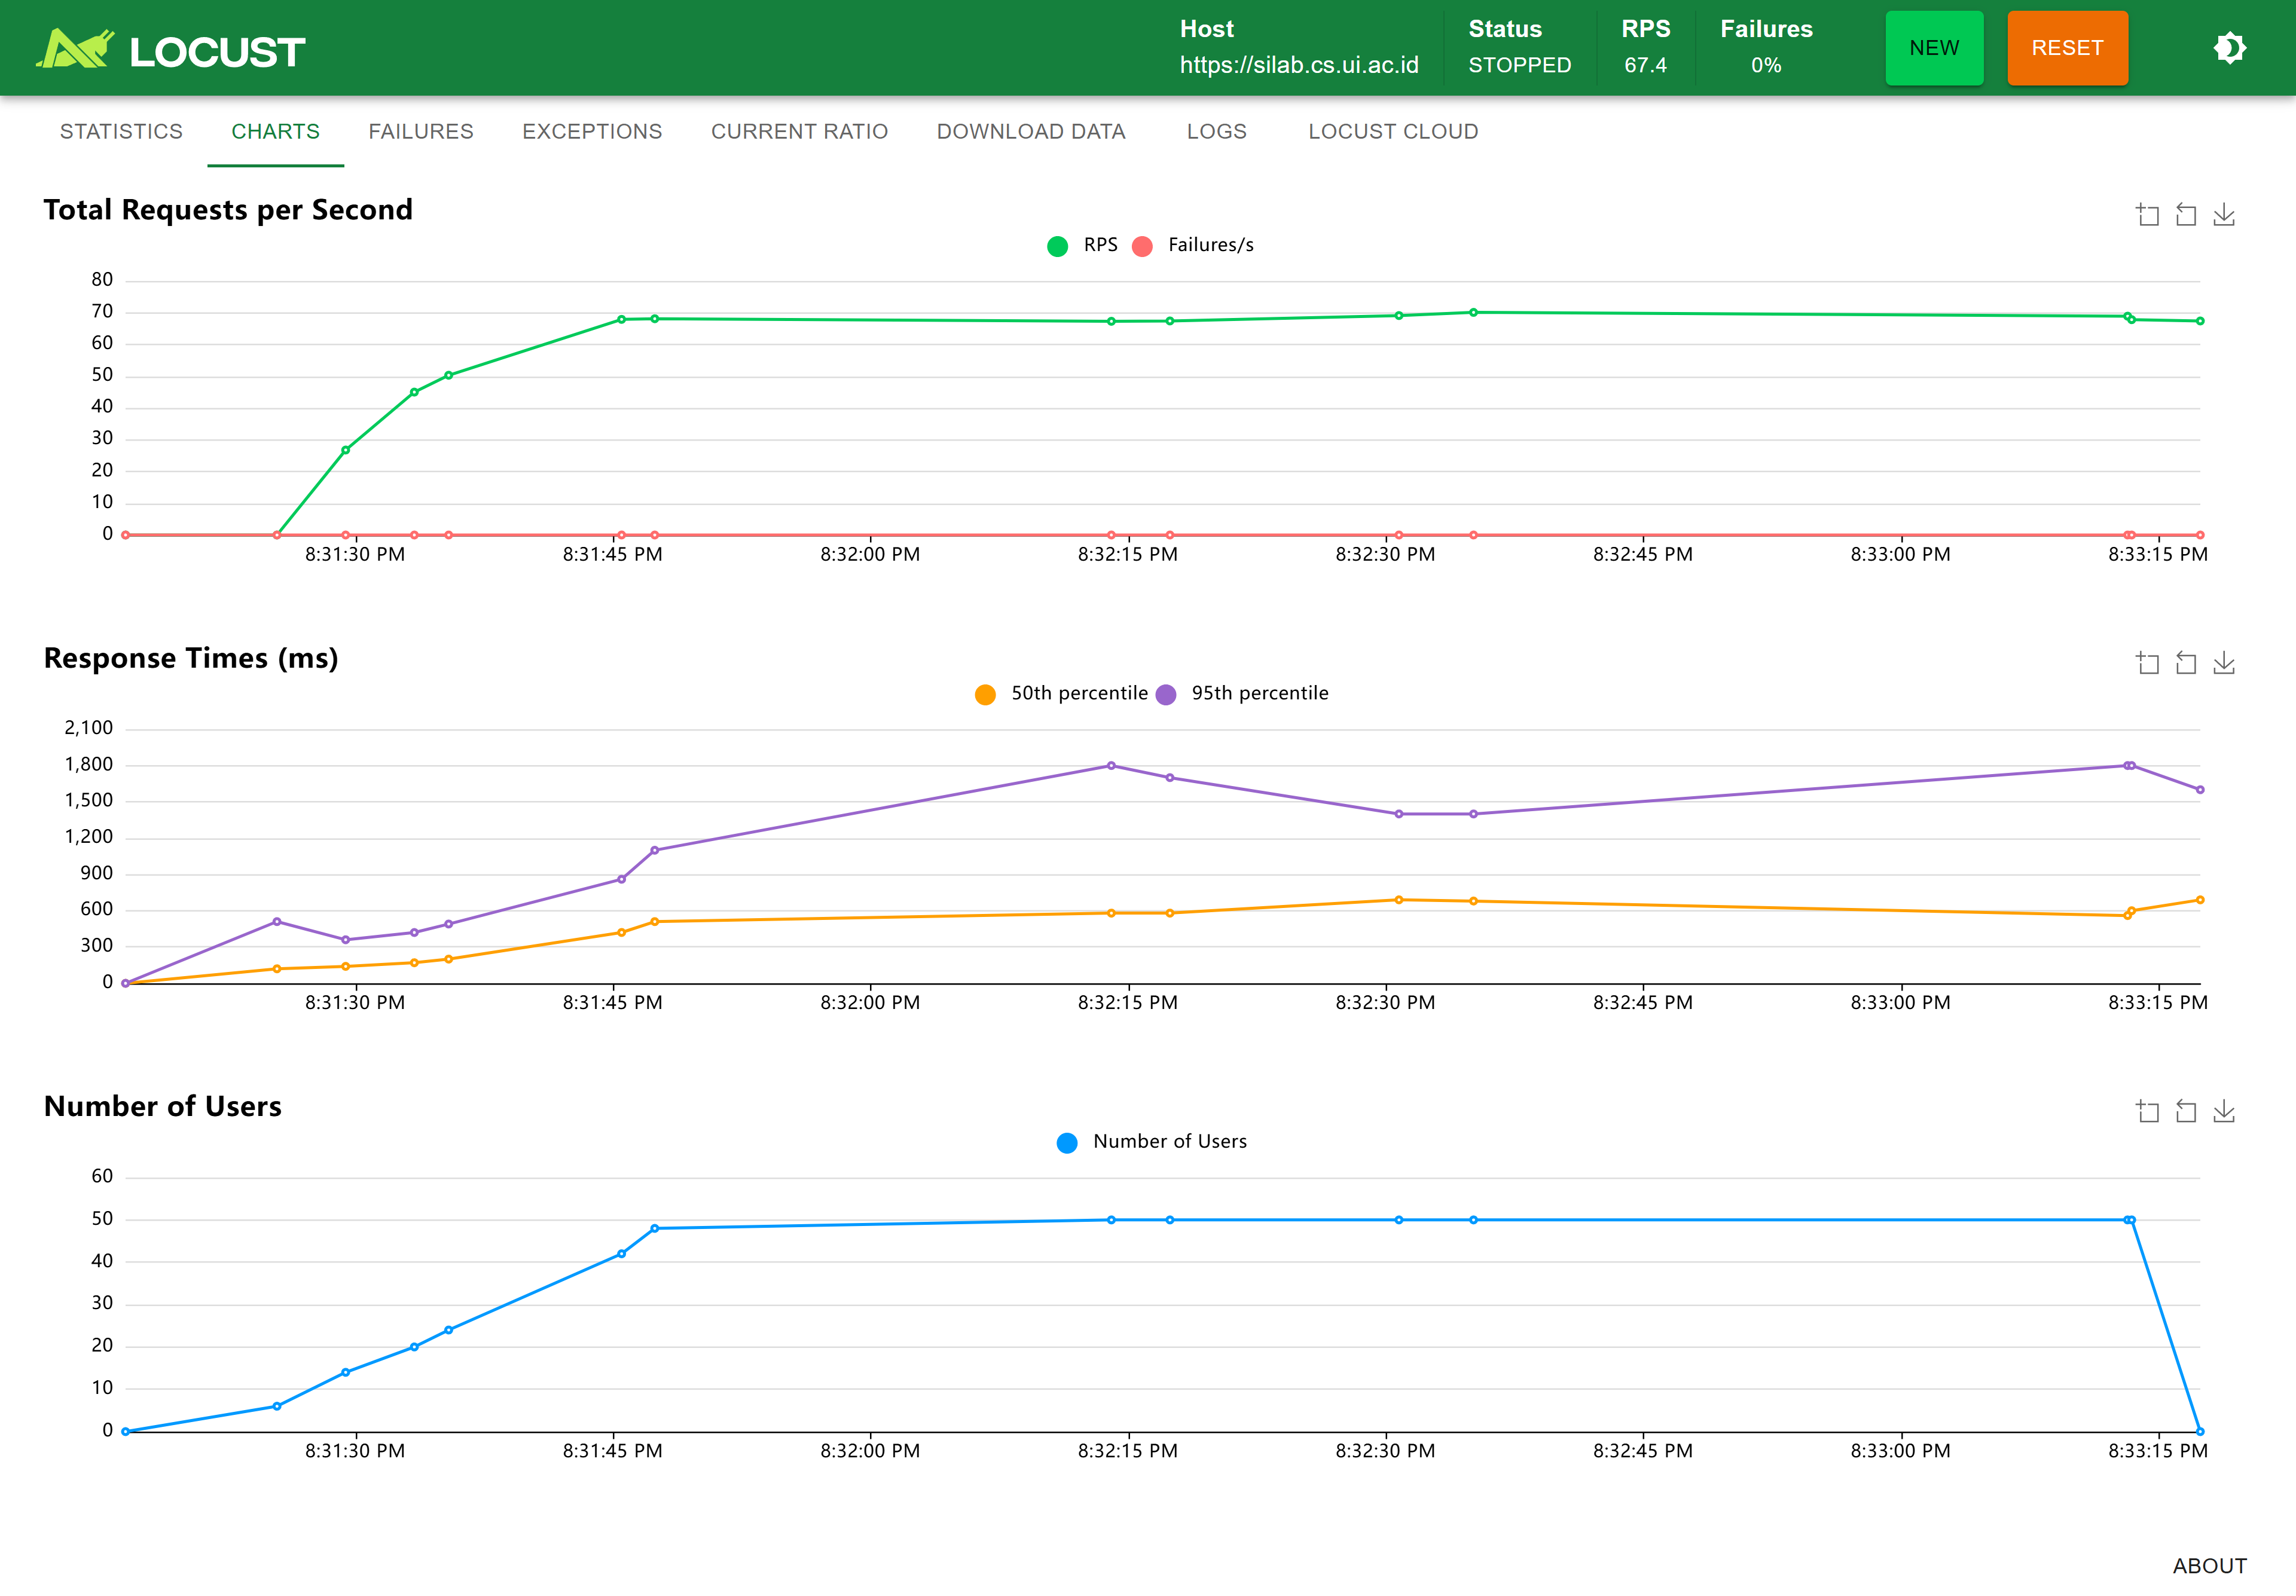 LOCUST
Host
https://silab.cs.ui.ac.id
Status
STOPPED
RPS
67.4
Failures
0%
NEW
RESET
STATISTICS CHARTS FAILURES EXCEPTIONS CURRENT RATIO DOWNLOAD DATA LOGS LOCUST CLOUD
Total Requests per Second
RPS Failures/s
80
70
60
50
40
30
20
10
0
8:31:30 PM 8:31:45 PM 8:32:00 PM 8:32:15 PM 8:32:30 PM 8:32:45 PM 8:33:00 PM 8:33:15 PM
Response Times (ms)
50th percentile 95th percentile
2,100
1,800
1,500
1,200
900
600
300
0
8:31:30 PM 8:31:45 PM 8:32:00 PM 8:32:15 PM 8:32:30 PM 8:32:45 PM 8:33:00 PM 8:33:15 PM
Number of Users
Number of Users
60
50
40
30
20
10
0
8:31:30 PM 8:31:45 PM 8:32:00 PM 8:32:15 PM 8:32:30 PM 8:32:45 PM 8:33:00 PM 8:33:15 PM
ABOUT